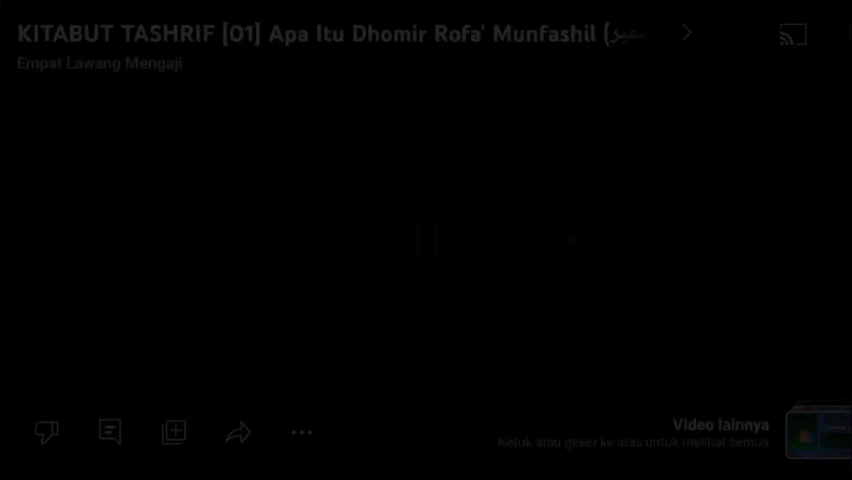 KITABUT TASHRIF [01] Apa Itu Dhomir Rofa' Munfashil (
Empat Lawang Mengaji
Video lainnya
Ketuk atau geser ke atas untuk melihat semua